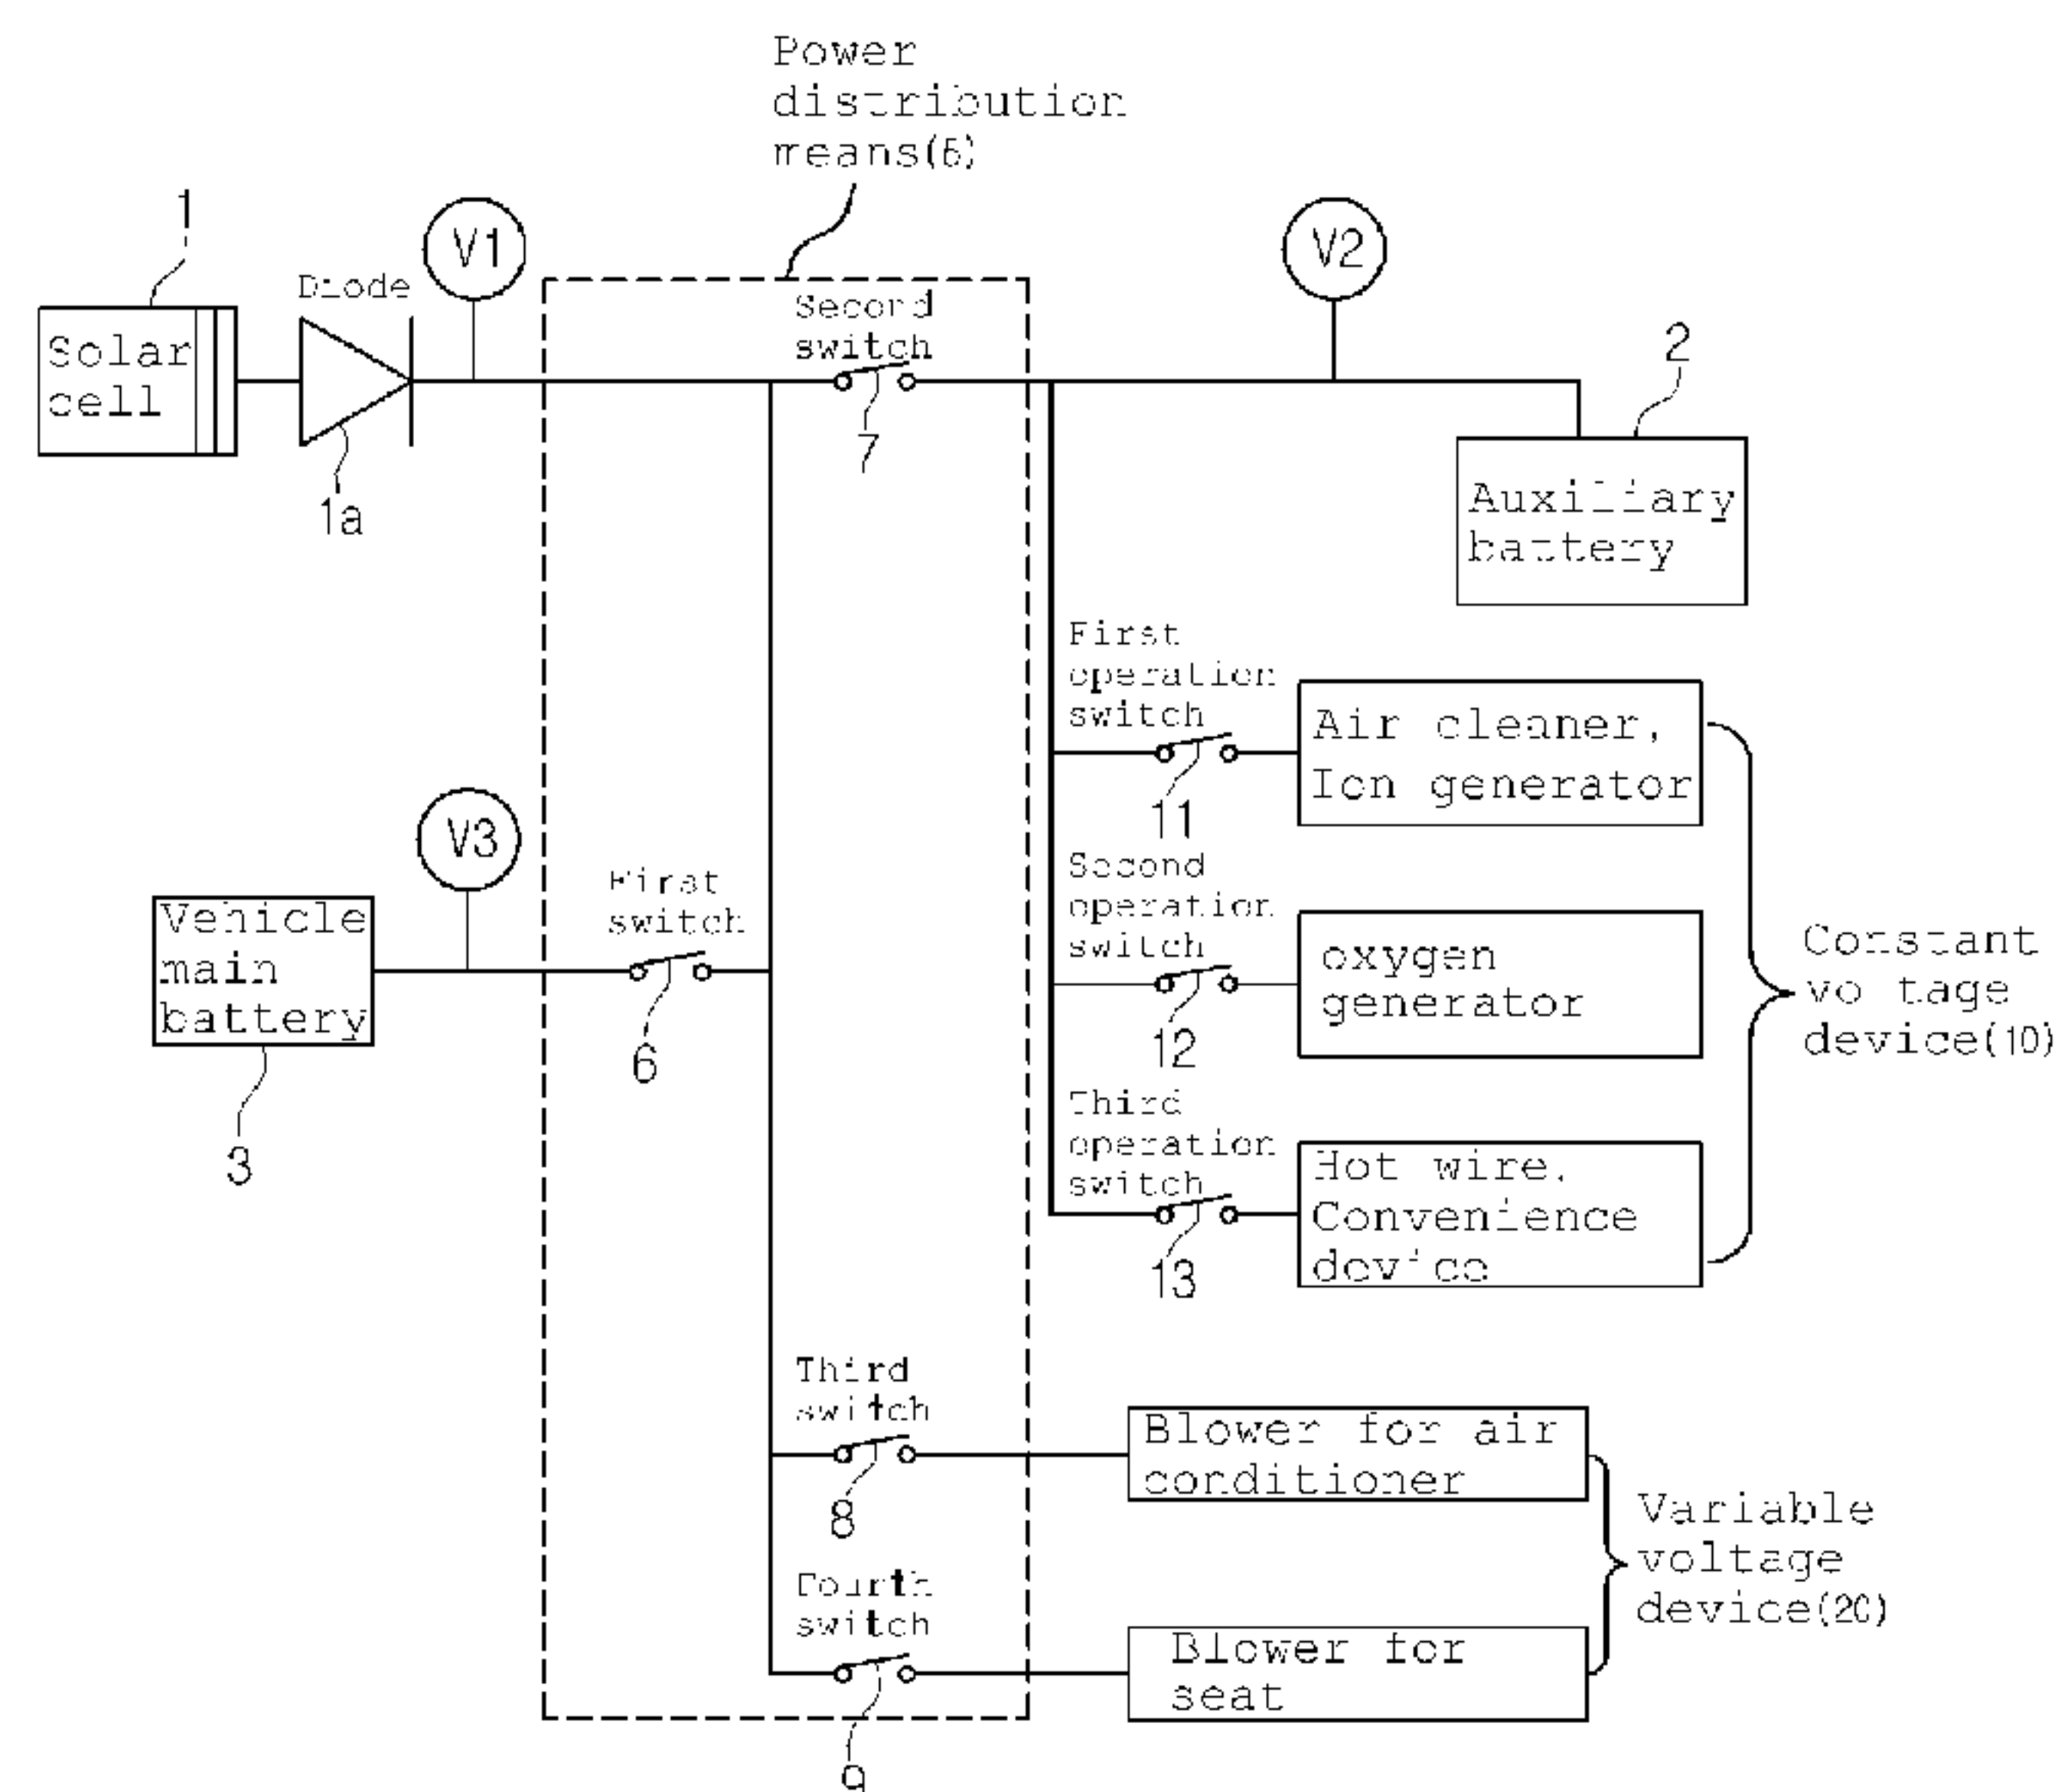 Power
distribution
means(5)
1
V1
V2
Diode
Second
switch
Solar
cell
2
7
1a
Auxiliary
battery
First
operation
switch
Air cleaner,
Ion generator
11
V3
Second
operation
switch
First
switch
Vehicle
main
battery
oxygen
generator
Constant
vo tage
device(10)
6
12
3
Third
operation
switch
Hot wire,
Convenience
device
13
Third
switch
Blower for air
conditioner
8
Variable
voltage
device(20)
Fourth
switch
Blower for
seat
9